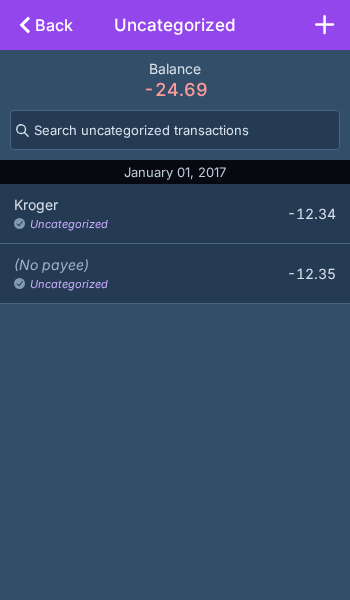 Back Uncategorized
Balance
-24.69
Search uncategorized transactions
January 01, 2017
Kroger
-12.34
Uncategorized
(No payee)
-12.35
Uncategorized